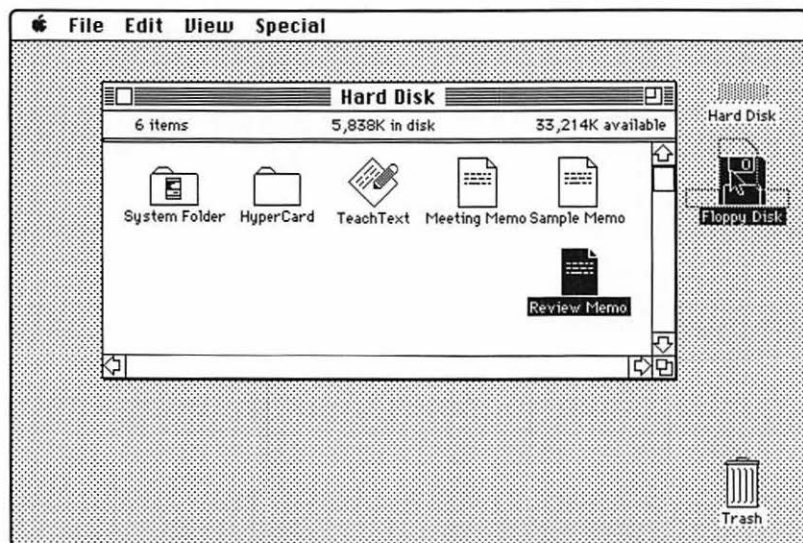 File Edit View Special
Hard Disk
6 items 5,838K in disk 33,214K available
System Folder HyperCard TeachText Meeting Memo Sample Memo
Review Memo
Hard Disk
Floppy Disk
Trash